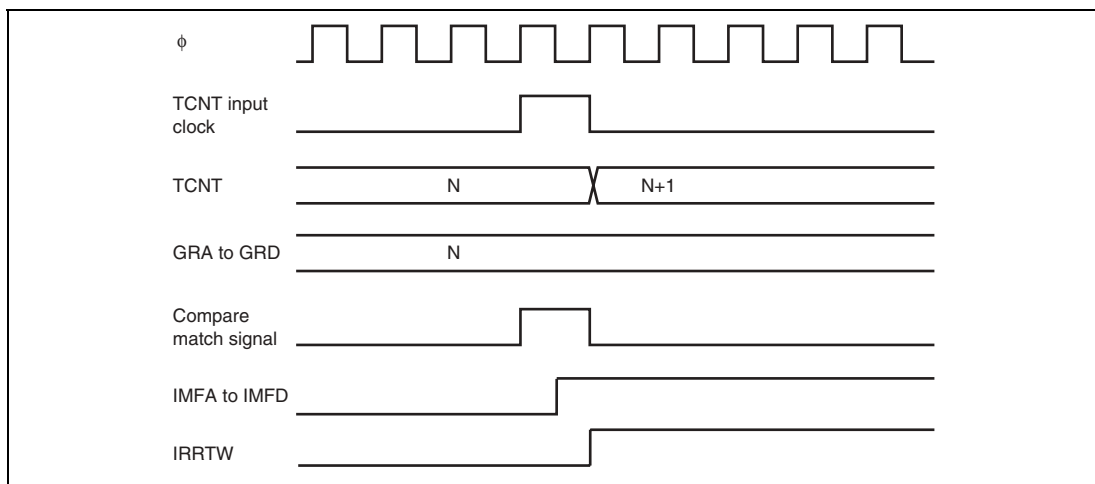 ϕ
TCNT input
clock
TCNT
N
N+1
GRA to GRD
N
Compare
match signal
IMFA to IMFD
IRRTW